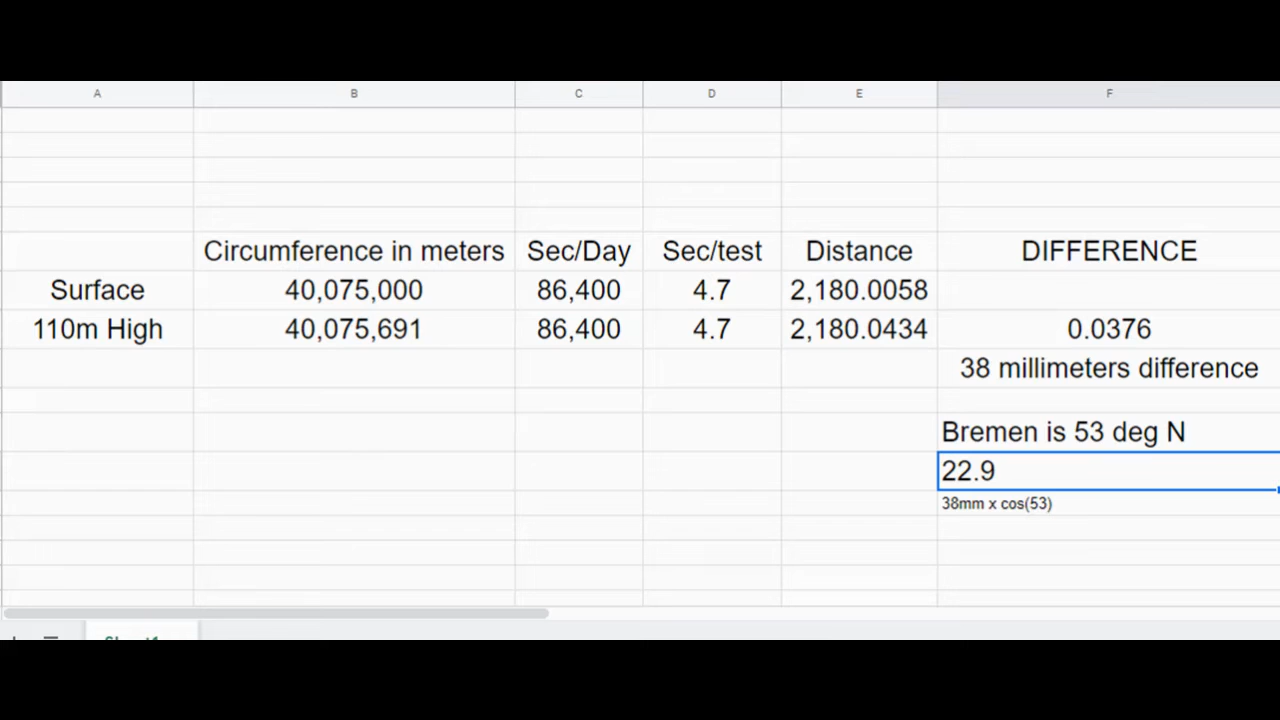 A B C D E F
Circumference in meters Sec/Day Sec/test Distance DIFFERENCE
Surface 40,075,000 86,400 4.7 2,180.0058
110m High 40,075,691 86,400 4.7 2,180.0434 0.0376
38 millimeters difference
Bremen is 53 deg N
22.9
38mm x cos(53)